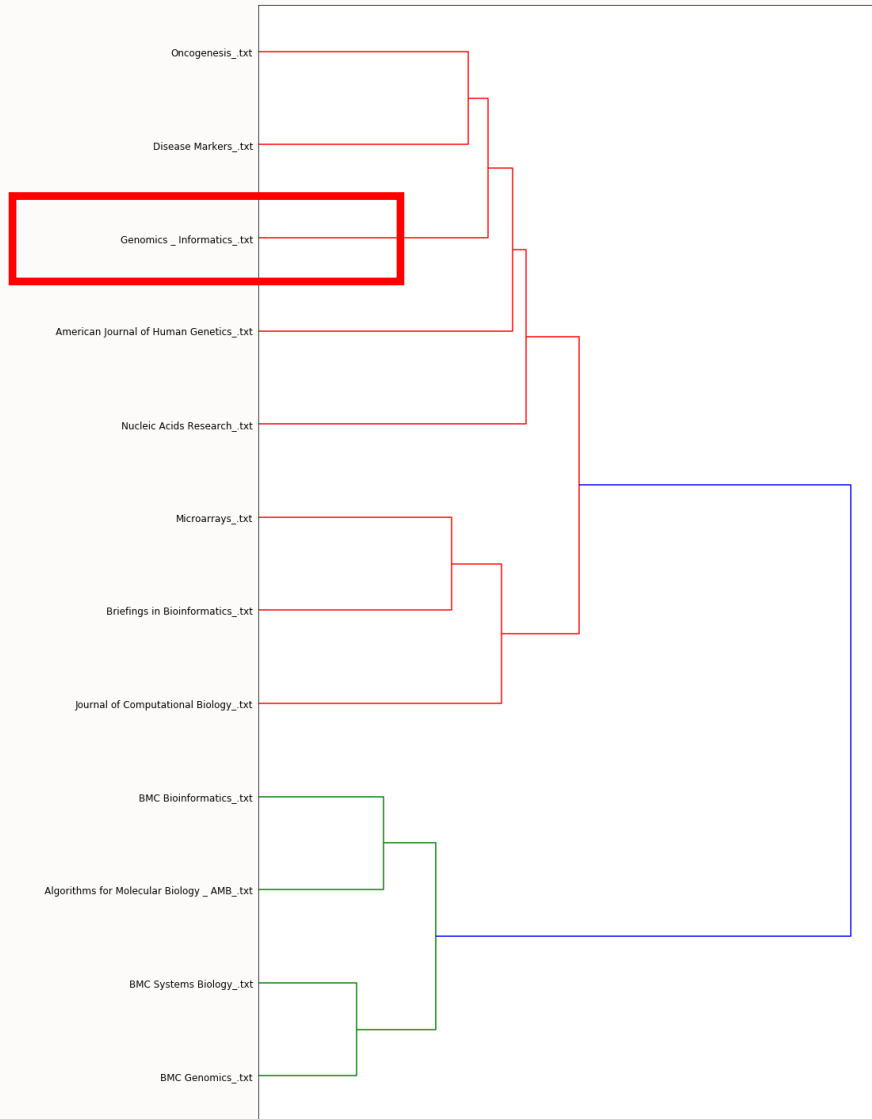 Oncogenesis_.txt
Disease Markers_.txt
Genomics _ Informatics_.txt
American Journal of Human Genetics_.txt
Nucleic Acids Research_.txt
Microarrays_.txt
Briefings in Bioinformatics_.txt
Journal of Computational Biology_.txt
BMC Bioinformatics_.txt
Algorithms for Molecular Biology _ AMB_.txt
BMC Systems Biology_.txt
BMC Genomics_.txt